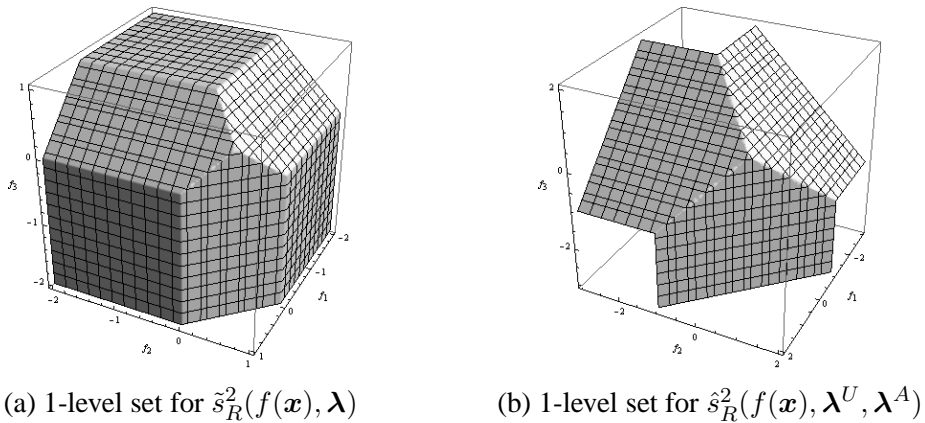 1
0
f3
-1
-2
-2
-1
f2
0
1
1
0
f1
-1
-2
2
0
f3
-2
-2
f2
0
2
2
0
f1
-2
(a) 1-level set for s̃²_R(f(x), λ)
(b) 1-level set for ŝ²_R(f(x), λ^U, λ^A)